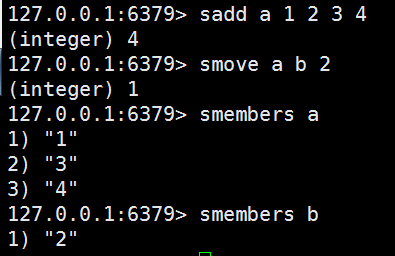 127.0.0.1:6379> sadd a 1 2 3 4
(integer) 4
127.0.0.1:6379> smove a b 2
(integer) 1
127.0.0.1:6379> smembers a
1) "1"
2) "3"
3) "4"
127.0.0.1:6379> smembers b
1) "2"